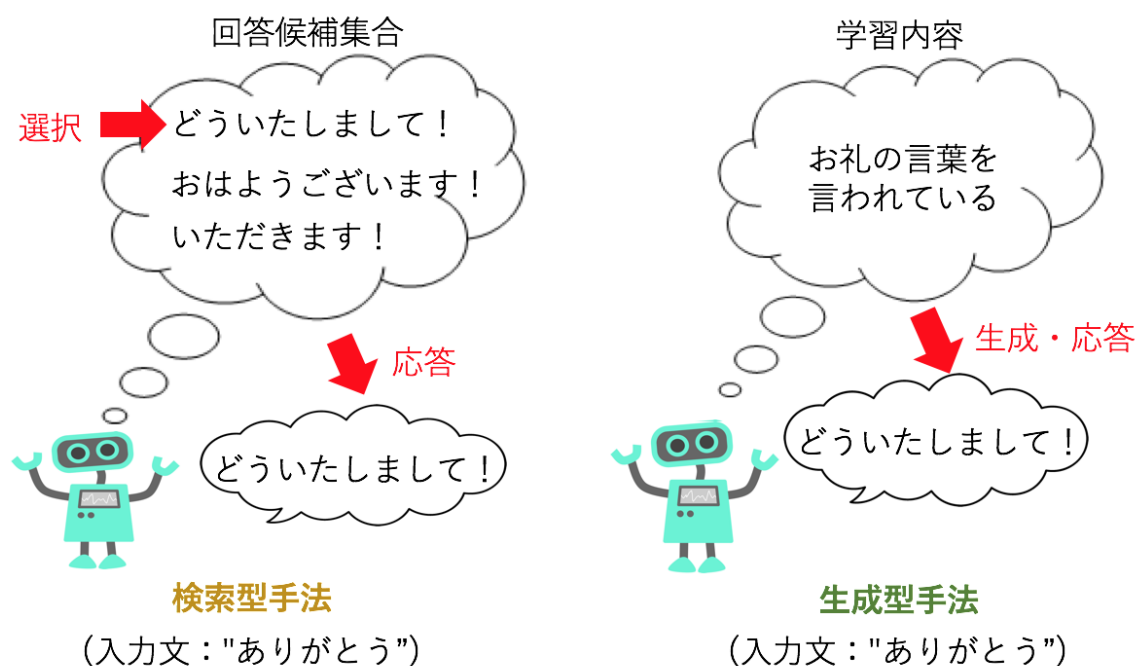 回答候補集合
選択
どういたしまして！
おはようございます！
いただきます！
応答
どういたしまして！
検索型手法
(入力文："ありがとう”)
学習内容
お礼の言葉を
言われている
生成・応答
どういたしまして！
生成型手法
(入力文："ありがとう”)